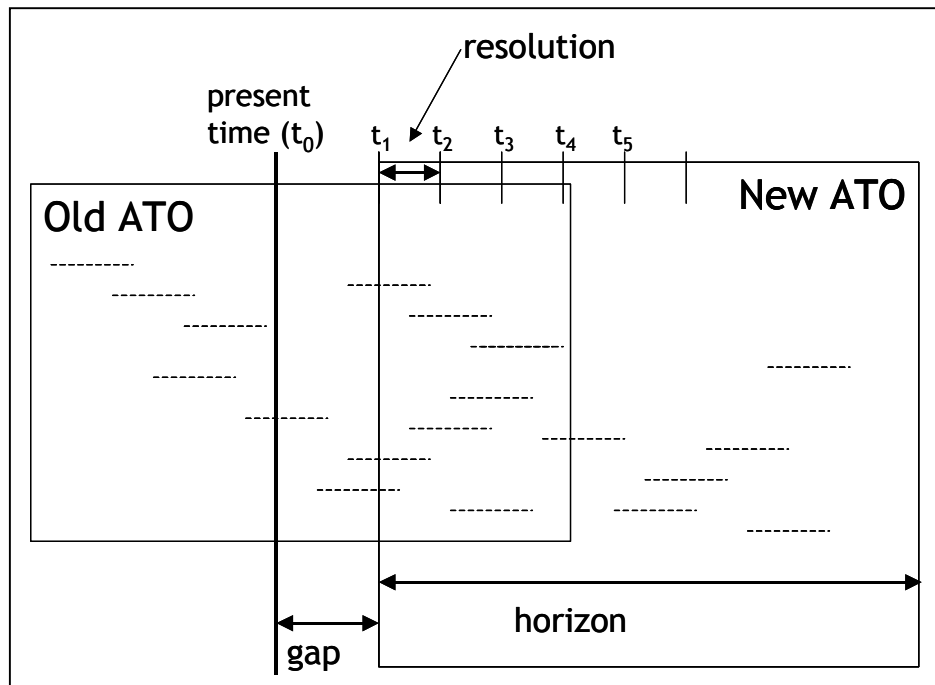 resolution
present
time (t0)
t1
t2
t3
t4
t5
Old ATO
New ATO
horizon
gap